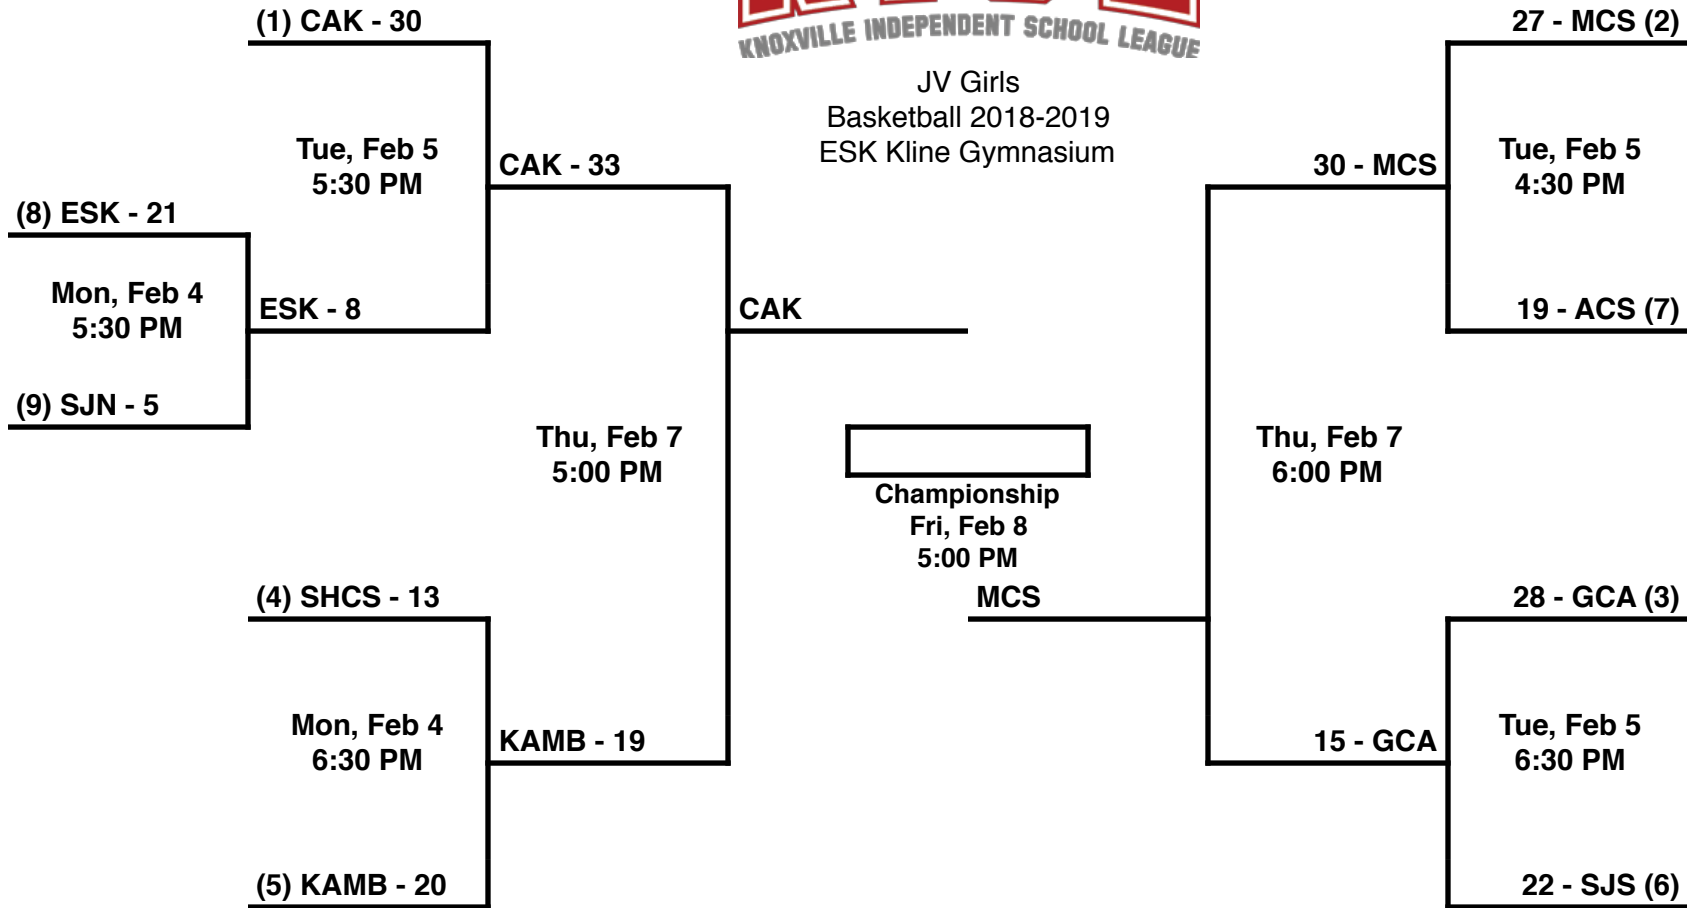 (1) CAK - 30
KNOXVILLE INDEPENDENT SCHOOL LEAGUE
27 - MCS (2)
JV Girls
Basketball 2018-2019
ESK Kline Gymnasium
Tue, Feb 5
5:30 PM
CAK - 33
30 - MCS
Tue, Feb 5
4:30 PM
(8) ESK - 21
Mon, Feb 4
5:30 PM
ESK - 8
CAK
19 - ACS (7)
(9) SJN - 5
Thu, Feb 7
5:00 PM
Thu, Feb 7
6:00 PM
Championship
Fri, Feb 8
5:00 PM
(4) SHCS - 13
MCS
28 - GCA (3)
Mon, Feb 4
6:30 PM
KAMB - 19
15 - GCA
Tue, Feb 5
6:30 PM
(5) KAMB - 20
22 - SJS (6)